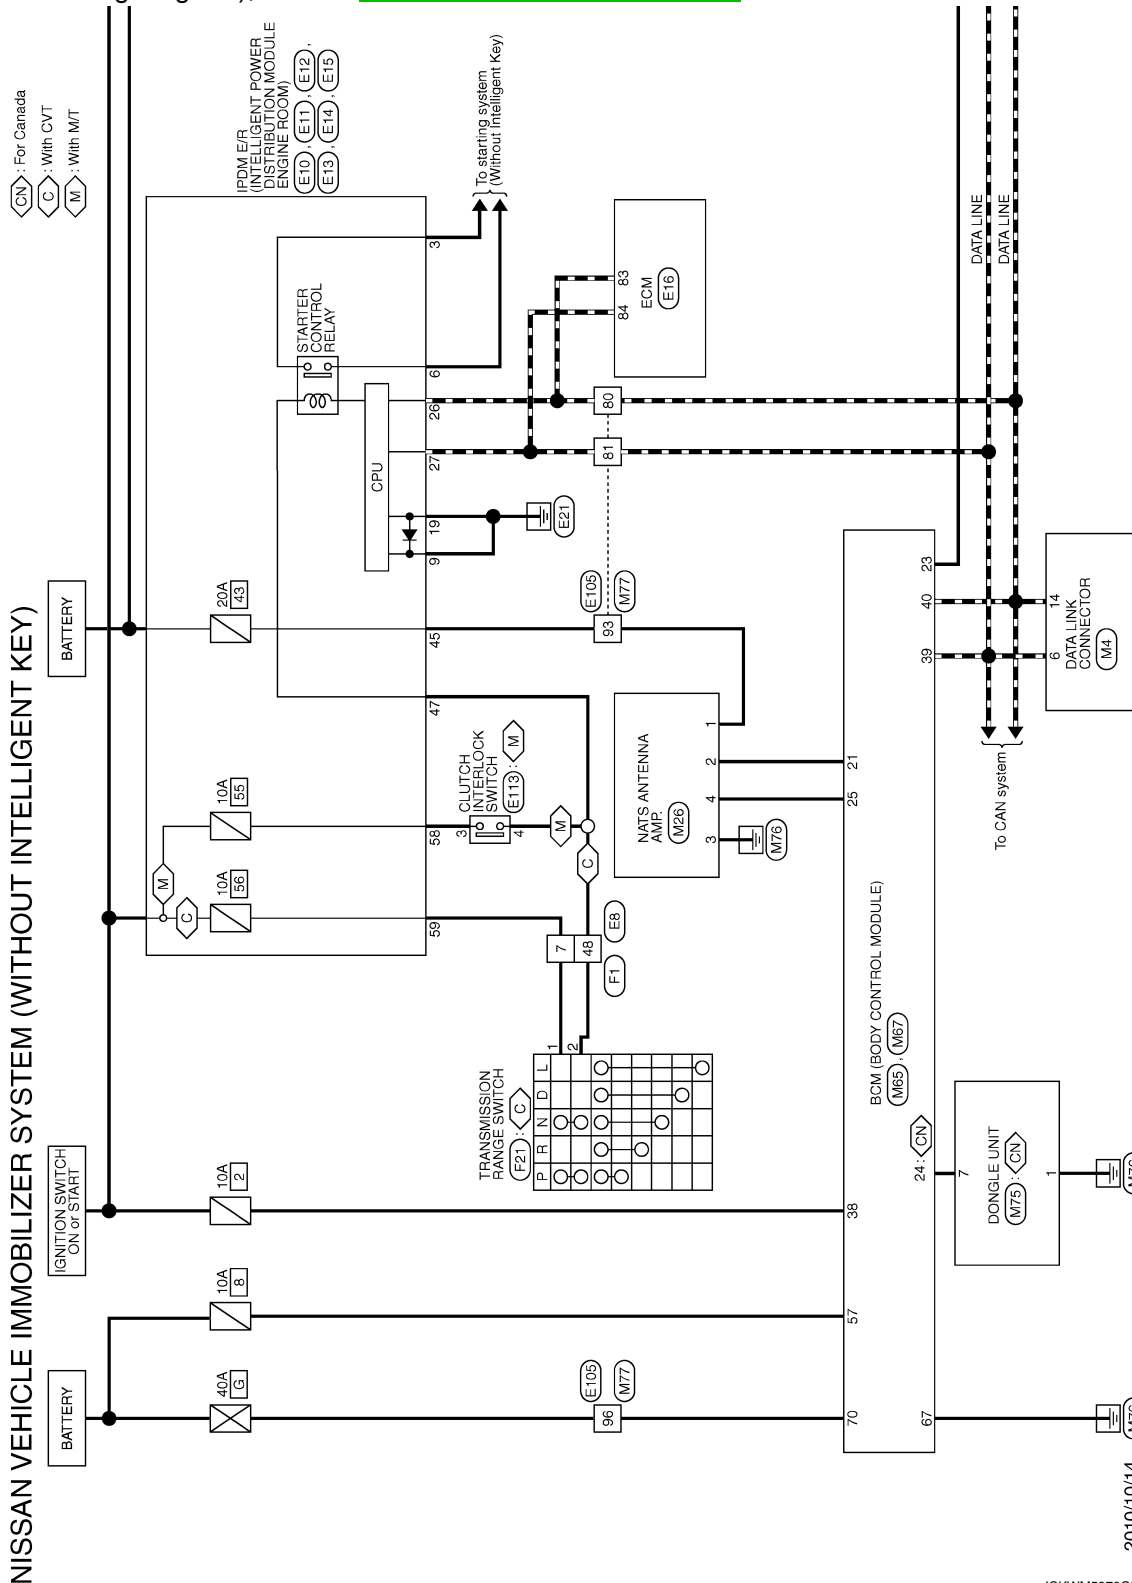 NISSAN VEHICLE IMMOBILIZER SYSTEM (WITHOUT INTELLIGENT KEY)
CN : For Canada
C : With CVT
M : With M/T
BATTERY
IGNITION SWITCH
ON or START
BATTERY
40A
G
10A
8
10A
2
10A
56
10A
55
20A
43
M
C
IPDM E/R
(INTELLIGENT POWER
DISTRIBUTION MODULE
ENGINE ROOM)
E10 , E11 , E12 ,
E13 , E14 , E15
STARTER
CONTROL
RELAY
CPU
59
58
47
45
9
19
27
26
6
3
To starting system
(Without Intelligent Key)
CLUTCH
INTERLOCK
SWITCH
E113 : M
3
4
M
C
E21
TRANSMISSION
RANGE SWITCH
F21 : C
P R N D L
1
2
7
48
E8
F1
E105
M77
96
E105
M77
93
81
80
ECM
E16
84
83
NATS ANTENNA
AMP.
M26
3
4
2
1
M76
70
57
38
25
21
BCM (BODY CONTROL MODULE)
M65 , M67
67
24 : CN
39
40
23
DONGLE UNIT
M75 : CN
7
1
To CAN system
DATA LINE
DATA LINE
6
14
DATA LINK
CONNECTOR
M4
2010/10/14